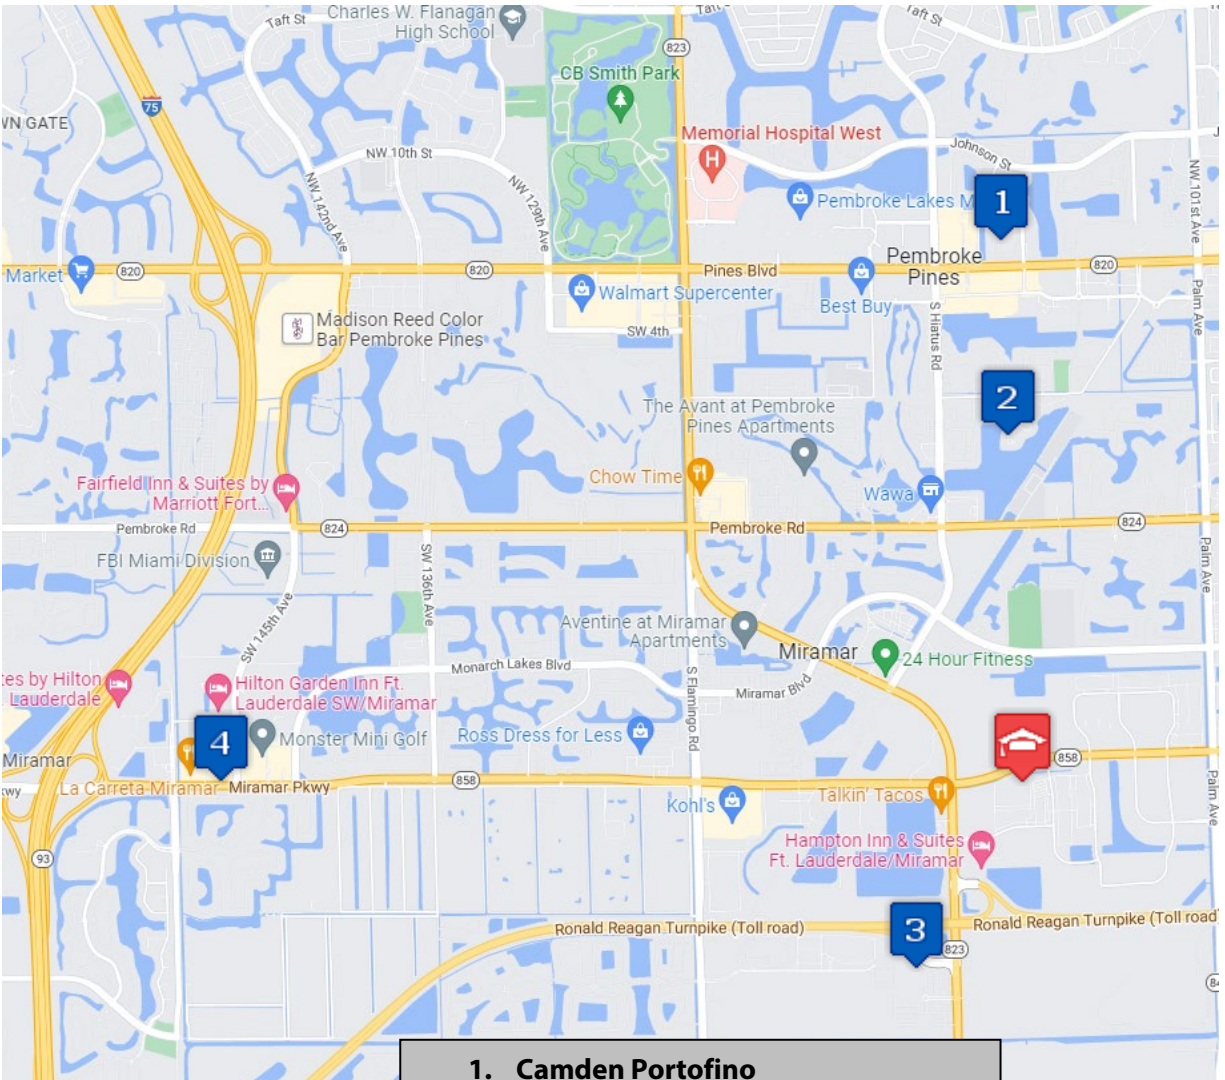 Taft St
Charles W. Flanagan
High School
823
Taft St
CB Smith Park
75
WN GATE
Memorial Hospital West
NW 10th St
Johnson St
NW 142nd Ave
NW 129th Ave
NW 101st Ave
1
Pembroke Lakes M
Pembroke
Pines
Market
820
820
Pines Blvd
820
Walmart Supercenter
Best Buy
Palm Ave
Madison Reed Color
Bar Pembroke Pines
SW 4th
S Hiatus Rd
2
The Avant at Pembroke
Pines Apartments
Chow Time
Fairfield Inn & Suites by
Marriott Fort...
Wawa
Pembroke Rd
824
Pembroke Rd
824
FBI Miami Division
SW 136th Ave
Palm Ave
SW 145th Ave
Aventine at Miramar
Apartments
Miramar
24 Hour Fitness
Monarch Lakes Blvd
tes by Hilton
Lauderdale
Hilton Garden Inn Ft.
Lauderdale SW/Miramar
S Flamingo Rd
Miramar Blvd
4
Monster Mini Golf
Ross Dress for Less
Miramar
858
La Carreta Miramar
Miramar Pkwy
858
kwy
Palm Ave
Kohl's
Talkin' Tacos
93
Hampton Inn & Suites
Ft. Lauderdale/Miramar
3
Ronald Reagan Turnpike (Toll road)
Ronald Reagan Turnpike (Toll road)
823
1. Camden Portofino